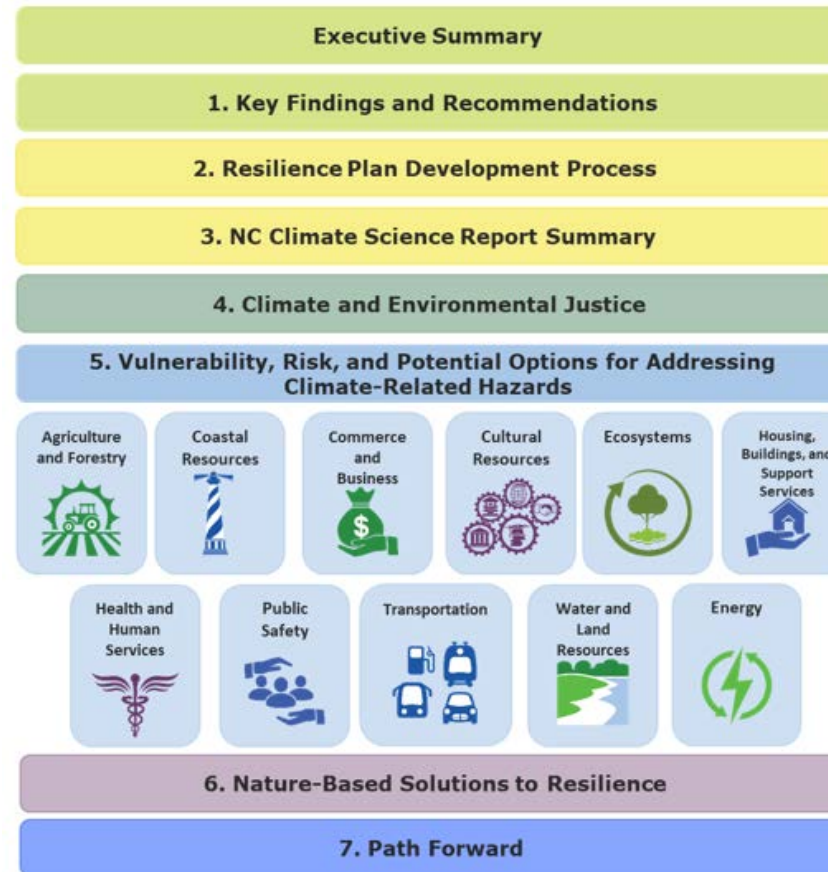 Executive Summary
1. Key Findings and Recommendations
2. Resilience Plan Development Process
3. NC Climate Science Report Summary
4. Climate and Environmental Justice
5. Vulnerability, Risk, and Potential Options for Addressing
Climate-Related Hazards
Agriculture
and Forestry
Coastal
Resources
Commerce
and
Business
$
Cultural
Resources
Ecosystems
Housing,
Buildings, and
Support
Services
Health and
Human
Services
Public
Safety
Transportation
Water and
Land
Resources
Energy
6. Nature-Based Solutions to Resilience
7. Path Forward